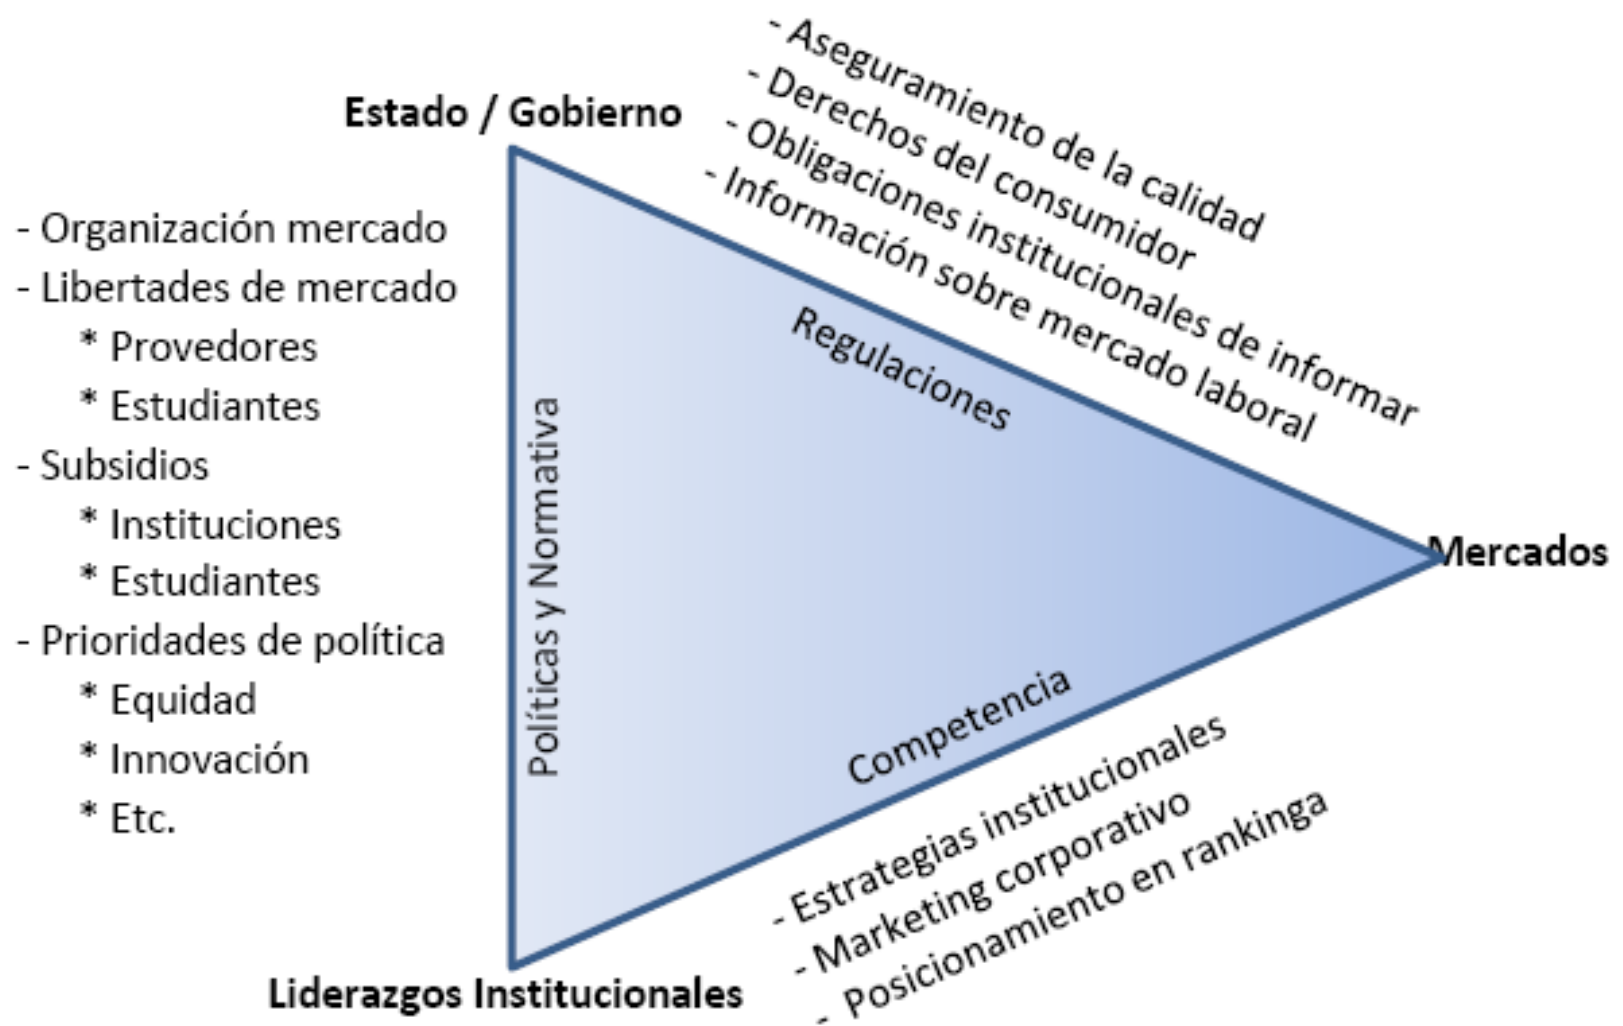 Estado / Gobierno
- Aseguramiento de la calidad
- Derechos del consumidor
- Obligaciones institucionales de informar
- Información sobre mercado laboral
- Organización mercado
- Libertades de mercado
* Provedores
* Estudiantes
- Subsidios
* Instituciones
* Estudiantes
- Prioridades de política
* Equidad
* Innovación
* Etc.
Políticas y Normativa
Regulaciones
Mercados
Competencia
- Estrategias institucionales
- Marketing corporativo
- Posicionamiento en rankinga
Liderazgos Institucionales